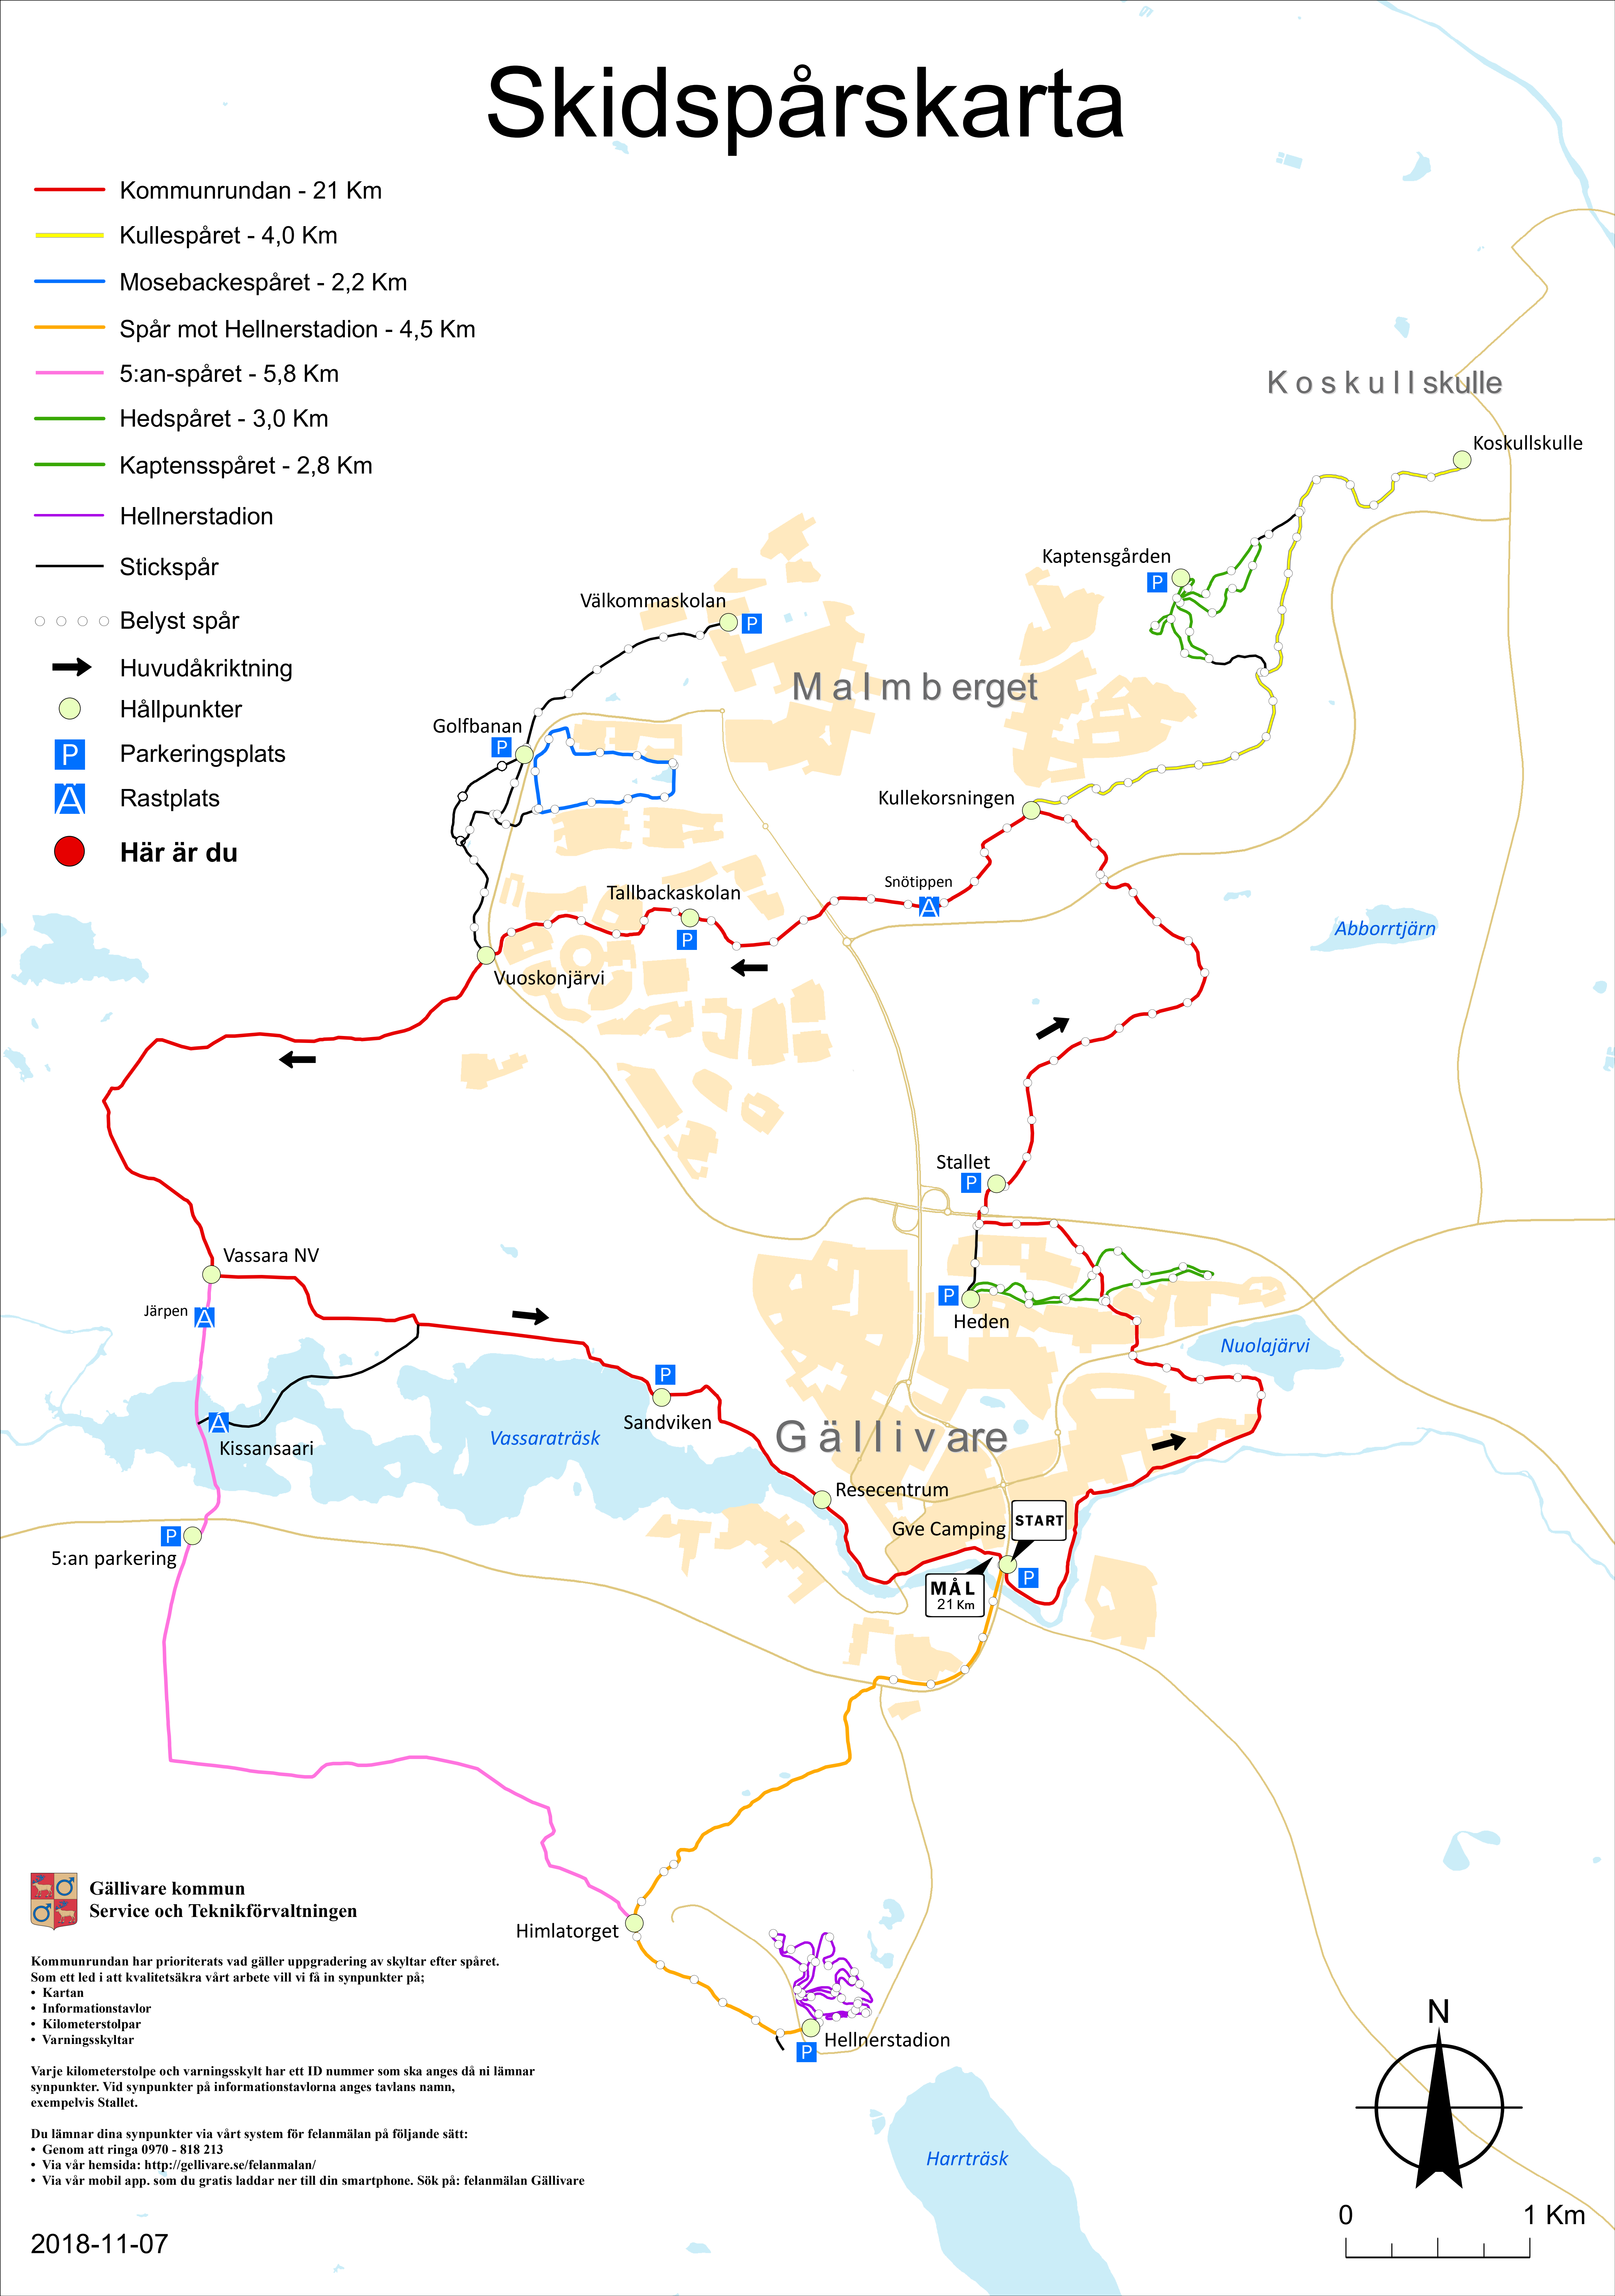 Skidspårskarta
Kommunrundan - 21 Km
Kullespåret - 4,0 Km
Mosebackespåret - 2,2 Km
Spår mot Hellnerstadion - 4,5 Km
5:an-spåret - 5,8 Km
Hedspåret - 3,0 Km
Kaptensspåret - 2,8 Km
Hellnerstadion
Stickspår
Belyst spår
Huvudåkriktning
Hållpunkter
P Parkeringsplats
Ä Rastplats
Här är du
Koskullskulle
Koskullskulle
Kaptensgården
P
Välkommaskolan
P
Malmberget
Golfbanan
P
Kullekorsningen
Snötippen
Ä
Tallbackaskolan
P
Abborrtjärn
Vuoskonjärvi
Stallet
P
Vassara NV
Järpen
Ä
P
Heden
Nuolajärvi
P
Sandviken
Ä
Kissansaari
Vassaraträsk
Gällivare
Resecentrum
Gve Camping
START
P
5:an parkering
P
MÅL
21 Km
Gällivare kommun
Service och Teknikförvaltningen
Himlatorget
Kommunrundan har prioriterats vad gäller uppgradering av skyltar efter spåret.
Som ett led i att kvalitetsäkra vårt arbete vill vi få in synpunkter på;
• Kartan
• Informationstavlor
• Kilometerstolpar
• Varningsskyltar
Hellnerstadion
P
Varje kilometerstolpe och varningsskylt har ett ID nummer som ska anges då ni lämnar
synpunkter. Vid synpunkter på informationstavlorna anges tavlans namn,
exempelvis Stallet.
Du lämnar dina synpunkter via vårt system för felanmälan på följande sätt:
• Genom att ringa 0970 - 818 213
• Via vår hemsida: http://gellivare.se/felanmalan/
• Via vår mobil app. som du gratis laddar ner till din smartphone. Sök på: felanmälan Gällivare
Harrträsk
N
0 1 Km
2018-11-07